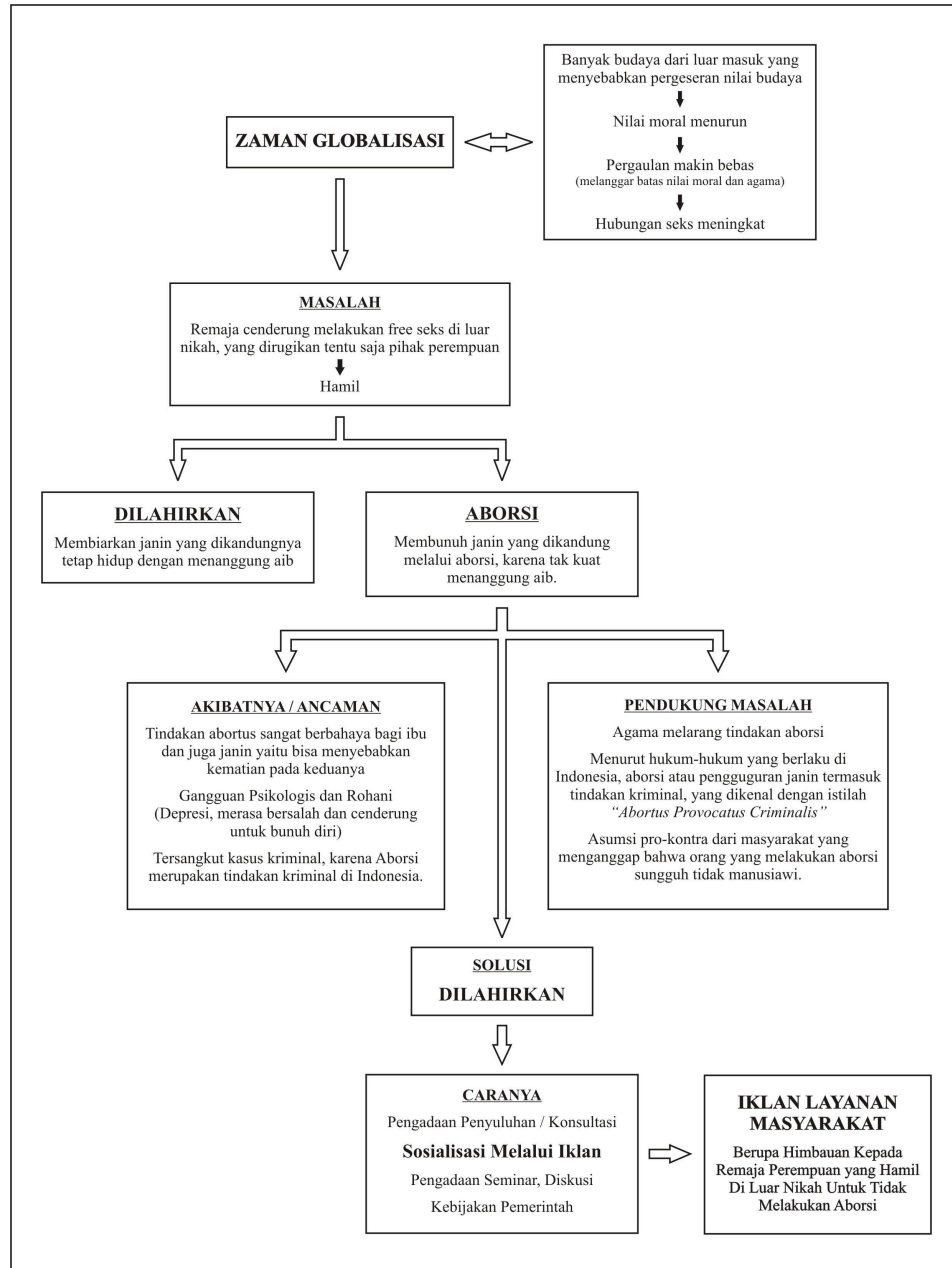 Banyak budaya dari luar masuk yang
menyebabkan pergeseran nilai budaya
Nilai moral menurun
Pergaulan makin bebas
(melanggar batas nilai moral dan agama)
Hubungan seks meningkat
ZAMAN GLOBALISASI
MASALAH
Remaja cenderung melakukan free seks di luar
nikah, yang dirugikan tentu saja pihak perempuan
Hamil
DILAHIRKAN
Membiarkan janin yang dikandungnya
tetap hidup dengan menanggung aib
ABORSI
Membunuh janin yang dikandung
melalui aborsi, karena tak kuat
menanggung aib.
AKIBATNYA / ANCAMAN
Tindakan abortus sangat berbahaya bagi ibu
dan juga janin yaitu bisa menyebabkan
kematian pada keduanya
Gangguan Psikologis dan Rohani
(Depresi, merasa bersalah dan cenderung
untuk bunuh diri)
Tersangkut kasus kriminal, karena Aborsi
merupakan tindakan kriminal di Indonesia.
PENDUKUNG MASALAH
Agama melarang tindakan aborsi
Menurut hukum-hukum yang berlaku di
Indonesia, aborsi atau pengguguran janin termasuk
tindakan kriminal, yang dikenal dengan istilah
“Abortus Provocatus Criminalis”
Asumsi pro-kontra dari masyarakat yang
menganggap bahwa orang yang melakukan aborsi
sungguh tidak manusiawi.
SOLUSI
DILAHIRKAN
CARANYA
Pengadaan Penyuluhan / Konsultasi
Sosialisasi Melalui Iklan
Pengadaan Seminar, Diskusi
Kebijakan Pemerintah
IKLAN LAYANAN
MASYARAKAT
Berupa Himbauan Kepada
Remaja Perempuan yang Hamil
Di Luar Nikah Untuk Tidak
Melakukan Aborsi